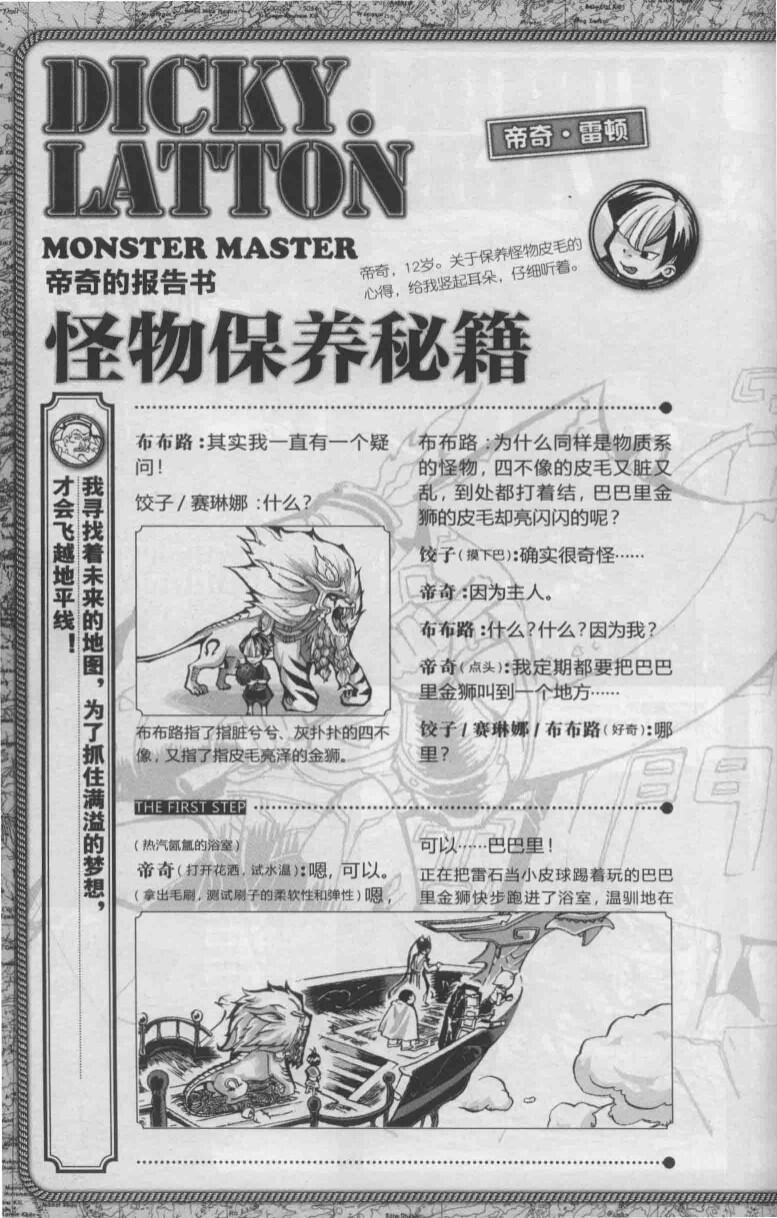 DICKY.
LATTON
帝奇·雷顿
MONSTER MASTER
帝奇的报告书
帝奇，12岁。关于保养怪物皮毛的
心得，给我竖起耳朵，仔细听着。
怪物保养秘籍
我寻找着未来的地图，为了抓住满溢的梦想，
才会飞越地平线！
布布路：其实我一直有一个疑
问！
饺子/赛琳娜：什么？
布布路指了指脏兮兮、灰扑扑的四不
像，又指了指皮毛亮泽的金狮。
布布路：为什么同样是物质系
的怪物，四不像的皮毛又脏又
乱，到处都打着结，巴巴里金
狮的皮毛却亮闪闪的呢？
饺子（摸下巴）：确实很奇怪……
帝奇：因为主人。
布布路：什么？什么？因为我？
帝奇（点头）：我定期都要把巴巴
里金狮叫到一个地方……
饺子/赛琳娜/布布路（好奇）：哪
里？
THE FIRST STEP
（热汽氤氲的浴室）
帝奇（打开花洒，试水温）：嗯，可以。
（拿出毛刷，测试刷子的柔软性和弹性）嗯，
可以……巴巴里！
正在把雷石当小皮球踢着玩的巴巴
里金狮快步跑进了浴室，温驯地在